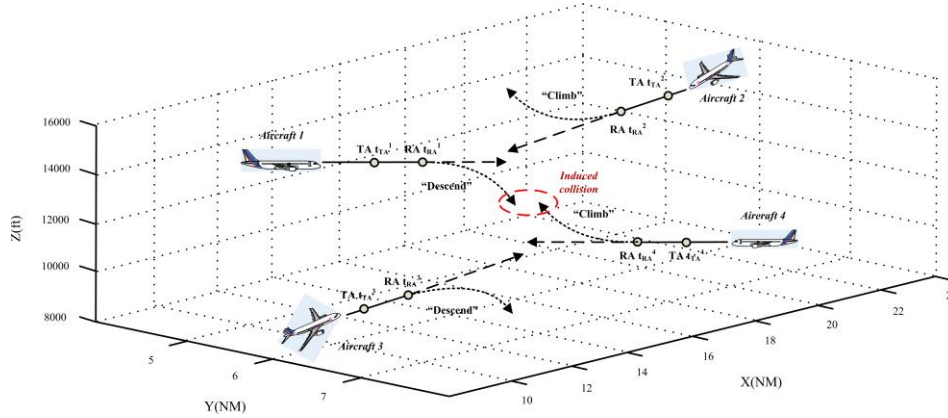 TA t_TA^2
Aircraft 2
“Climb”
RA t_RA^2
16000
Aircraft 1
TA t_TA^1
RA t_RA^1
14000
“Descend”
Induced
collision
12000
“Climb”
Aircraft 4
Z(ft)
RA t_RA^4
TA t_TA^4
10000
RA t_RA^3
TA t_TA^3
“Descend”
8000
Aircraft 3
22
20
18
16
14
12
10
5
6
7
X(NM)
Y(NM)